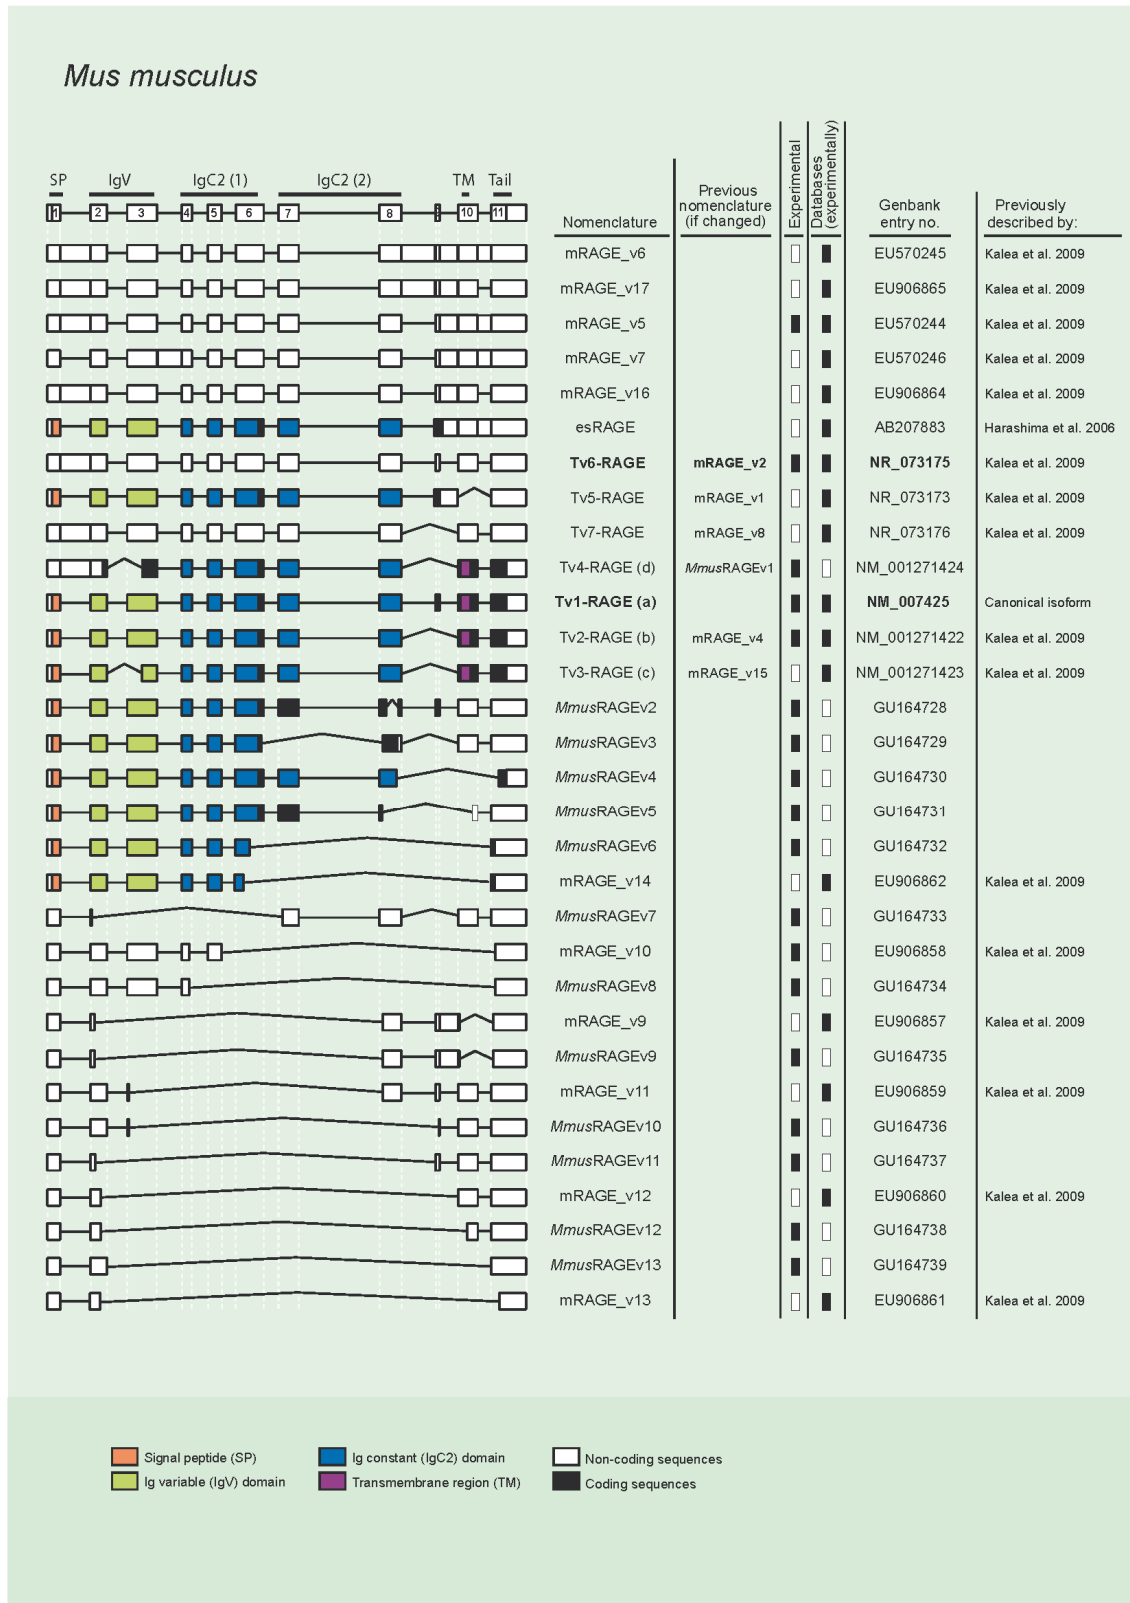 Mus musculus
SP IgV IgC2 (1) IgC2 (2) TM Tail
1 2 3 4 5 6 7 8 10 11
Nomenclature
Previous
nomenclature
(if changed)
Experimental
Databases
(experimentally)
Genbank
entry no.
Previously
described by:
mRAGE_v6 EU570245 Kalea et al. 2009
mRAGE_v17 EU906865 Kalea et al. 2009
mRAGE_v5 EU570244 Kalea et al. 2009
mRAGE_v7 EU570246 Kalea et al. 2009
mRAGE_v16 EU906864 Kalea et al. 2009
esRAGE AB207883 Harashima et al. 2006
Tv6-RAGE mRAGE_v2 NR_073175 Kalea et al. 2009
Tv5-RAGE mRAGE_v1 NR_073173 Kalea et al. 2009
Tv7-RAGE mRAGE_v8 NR_073176 Kalea et al. 2009
Tv4-RAGE (d) MmusRAGEv1 NM_001271424
Tv1-RAGE (a) NM_007425 Canonical isoform
Tv2-RAGE (b) mRAGE_v4 NM_001271422 Kalea et al. 2009
Tv3-RAGE (c) mRAGE_v15 NM_001271423 Kalea et al. 2009
MmusRAGEv2 GU164728
MmusRAGEv3 GU164729
MmusRAGEv4 GU164730
MmusRAGEv5 GU164731
MmusRAGEv6 GU164732
mRAGE_v14 EU906862 Kalea et al. 2009
MmusRAGEv7 GU164733
mRAGE_v10 EU906858 Kalea et al. 2009
MmusRAGEv8 GU164734
mRAGE_v9 EU906857 Kalea et al. 2009
MmusRAGEv9 GU164735
mRAGE_v11 EU906859 Kalea et al. 2009
MmusRAGEv10 GU164736
MmusRAGEv11 GU164737
mRAGE_v12 EU906860 Kalea et al. 2009
MmusRAGEv12 GU164738
MmusRAGEv13 GU164739
mRAGE_v13 EU906861 Kalea et al. 2009
Signal peptide (SP) Ig constant (IgC2) domain Non-coding sequences
Ig variable (IgV) domain Transmembrane region (TM) Coding sequences